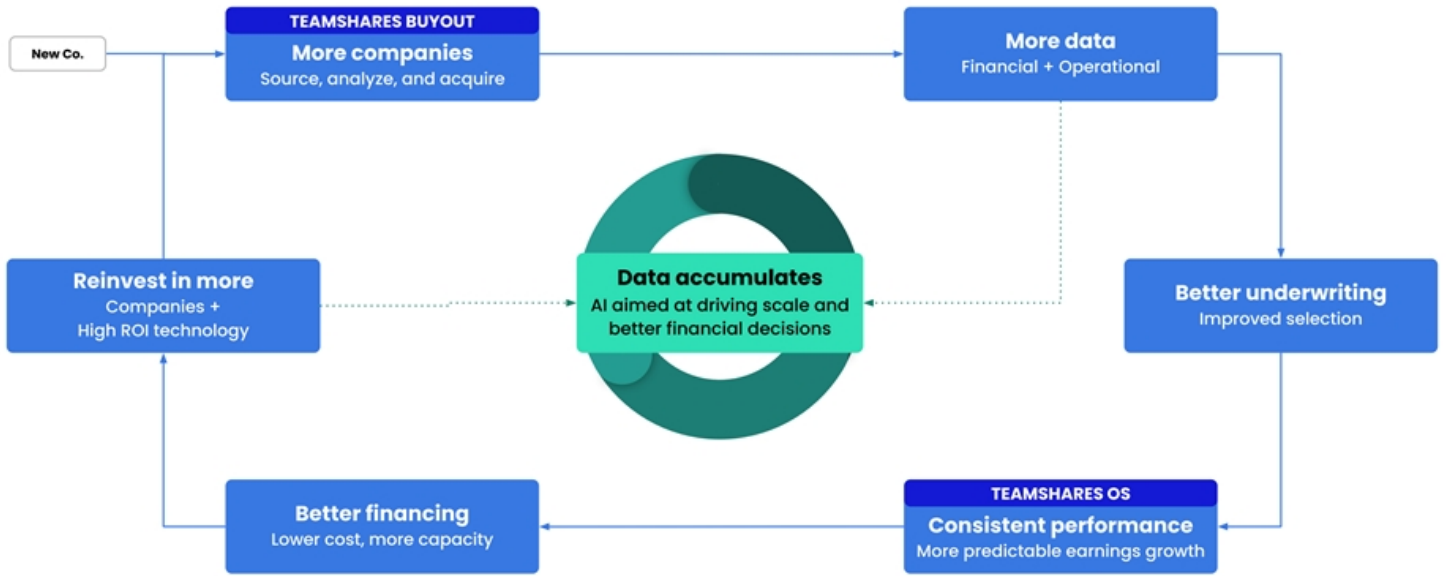 New Co.
TEAMSHARES BUYOUT
More companies
Source, analyze, and acquire
More data
Financial + Operational
Better underwriting
Improved selection
TEAMSHARES OS
Consistent performance
More predictable earnings growth
Better financing
Lower cost, more capacity
Reinvest in more
Companies +
High ROI technology
Data accumulates
AI aimed at driving scale and
better financial decisions